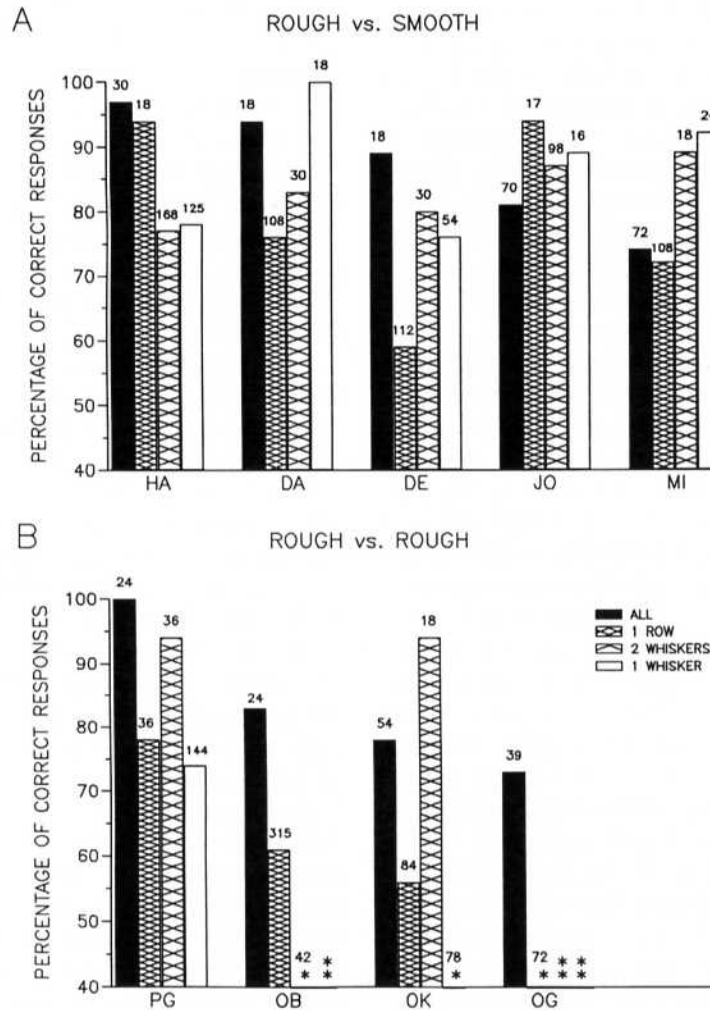 A
ROUGH vs. SMOOTH
PERCENTAGE OF CORRECT RESPONSES
100
90
80
70
60
50
40
30 18 168 125
18 108 30 18
18 112 30 54
70 17 98 16
72 108 18
HA DA DE JO MI
B
ROUGH vs. ROUGH
PERCENTAGE OF CORRECT RESPONSES
100
90
80
70
60
50
40
24 36 36 144
24 315 42 * * *
54 84 18 78 *
39 72 * * * * *
ALL
1 ROW
2 WHISKERS
1 WHISKER
PG OB OK OG